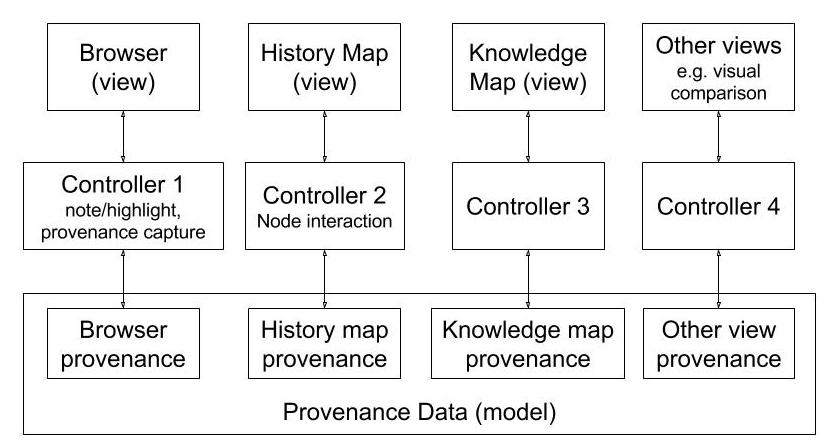 Browser
(view)
History Map
(view)
Knowledge
Map (view)
Other views
e.g. visual
comparison
Controller 1
note/highlight,
provenance capture
Controller 2
Node interaction
Controller 3
Controller 4
Browser
provenance
History map
provenance
Knowledge map
provenance
Other view
provenance
Provenance Data (model)